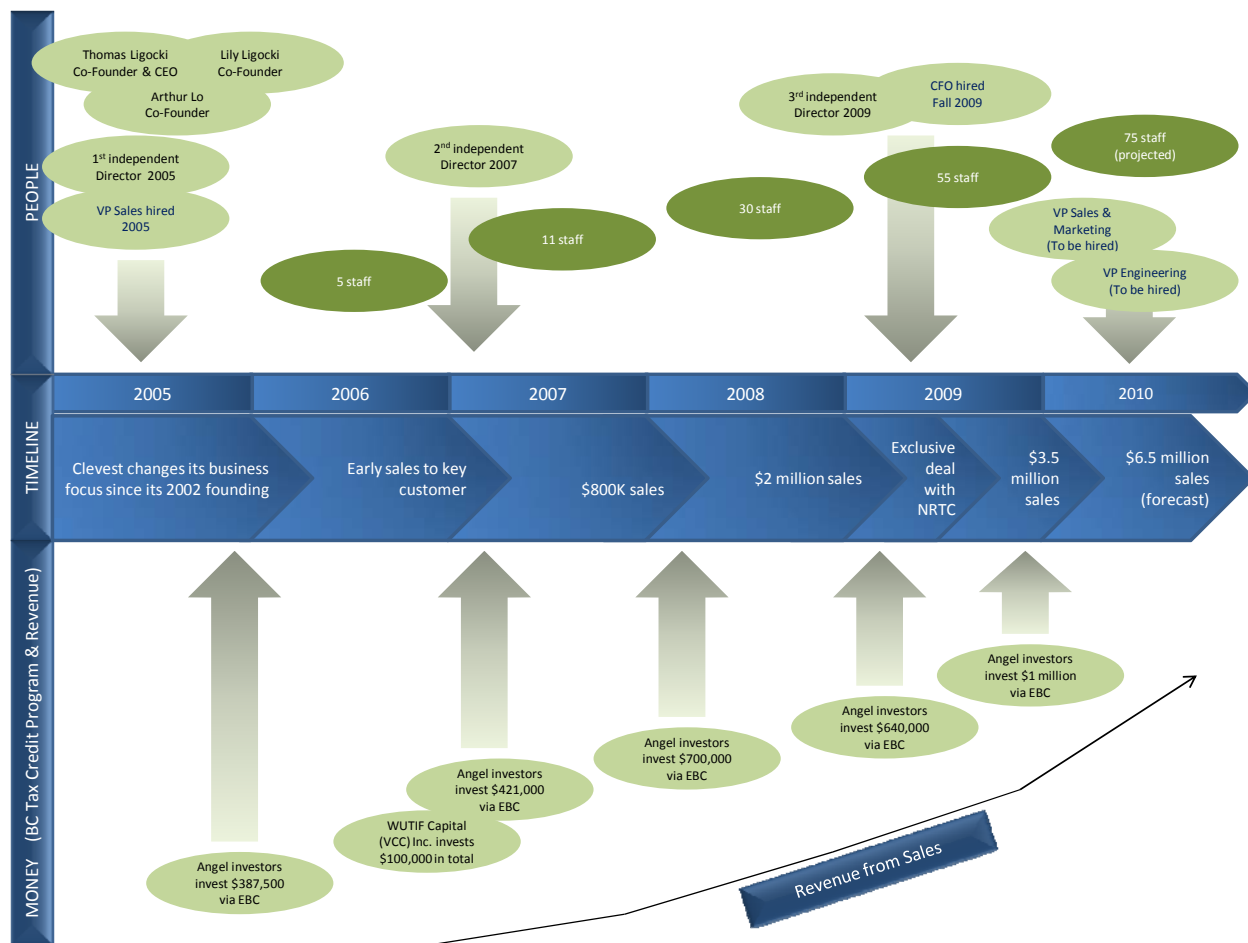 PEOPLE
Thomas Ligocki
Co-Founder & CEO
Lily Ligocki
Co-Founder
Arthur Lo
Co-Founder
1st independent
Director 2005
VP Sales hired
2005
2nd independent
Director 2007
5 staff
11 staff
30 staff
3rd independent
Director 2009
CFO hired
Fall 2009
55 staff
75 staff
(projected)
VP Sales &
Marketing
(To be hired)
VP Engineering
(To be hired)
TIMELINE
2005
2006
2007
2008
2009
2010
Clevest changes its business
focus since its 2002 founding
Early sales to key
customer
$800K sales
$2 million sales
Exclusive
deal
with
NRTC
$3.5
million
sales
$6.5 million
sales
(forecast)
MONEY (BC Tax Credit Program & Revenue)
Angel investors
invest $387,500
via EBC
WUTIF Capital
(VCC) Inc. invests
$100,000 in total
Angel investors
invest $421,000
via EBC
Angel investors
invest $700,000
via EBC
Angel investors
invest $640,000
via EBC
Angel investors
invest $1 million
via EBC
Revenue from Sales